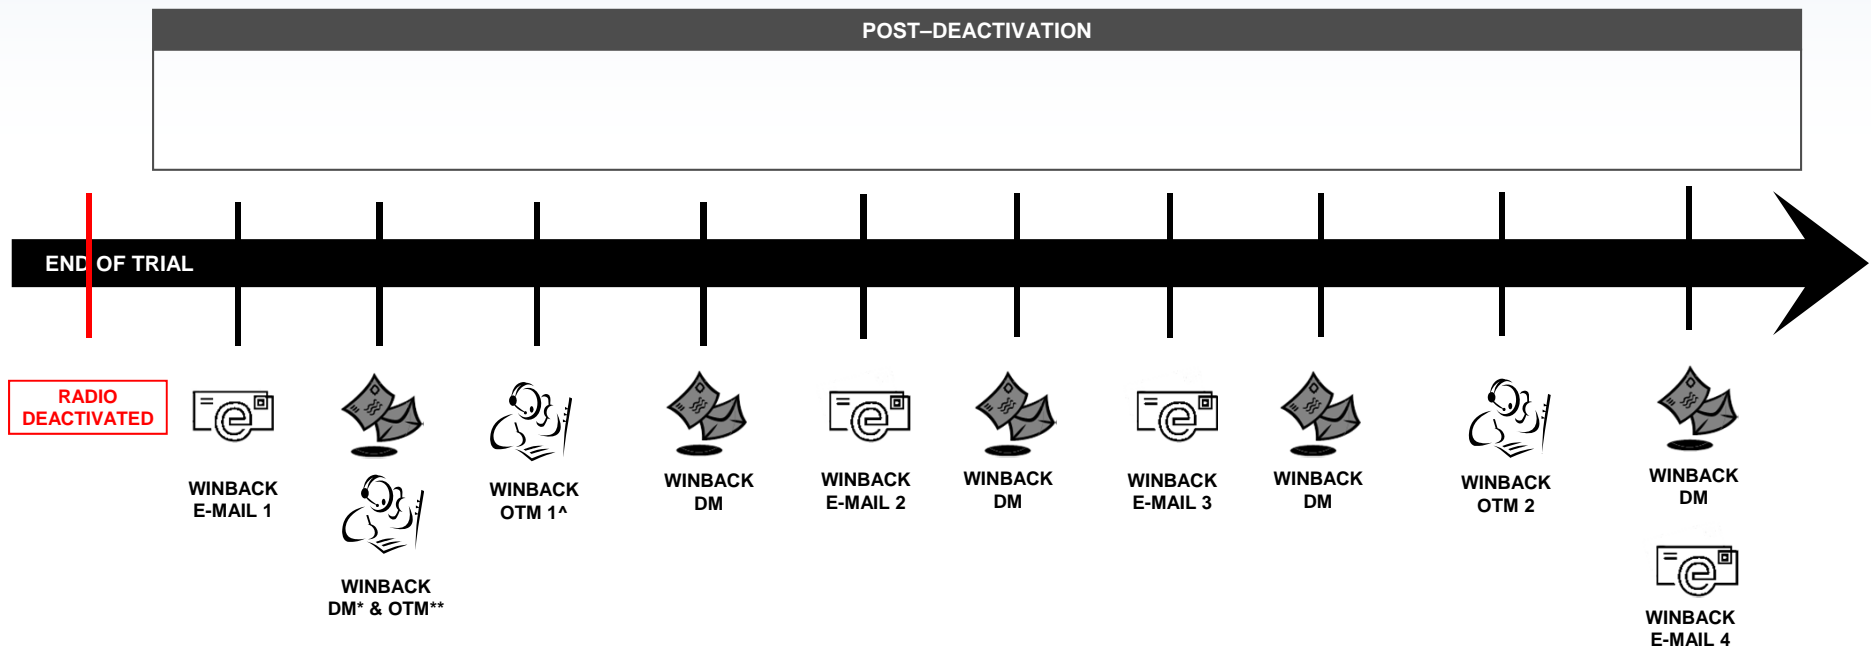 POST–DEACTIVATION
END OF TRIAL
RADIO
DEACTIVATED
WINBACK
E-MAIL 1
WINBACK
DM* & OTM**
WINBACK
OTM 1^
WINBACK
DM
WINBACK
E-MAIL 2
WINBACK
DM
WINBACK
E-MAIL 3
WINBACK
DM
WINBACK
OTM 2
WINBACK
DM
WINBACK
E-MAIL 4